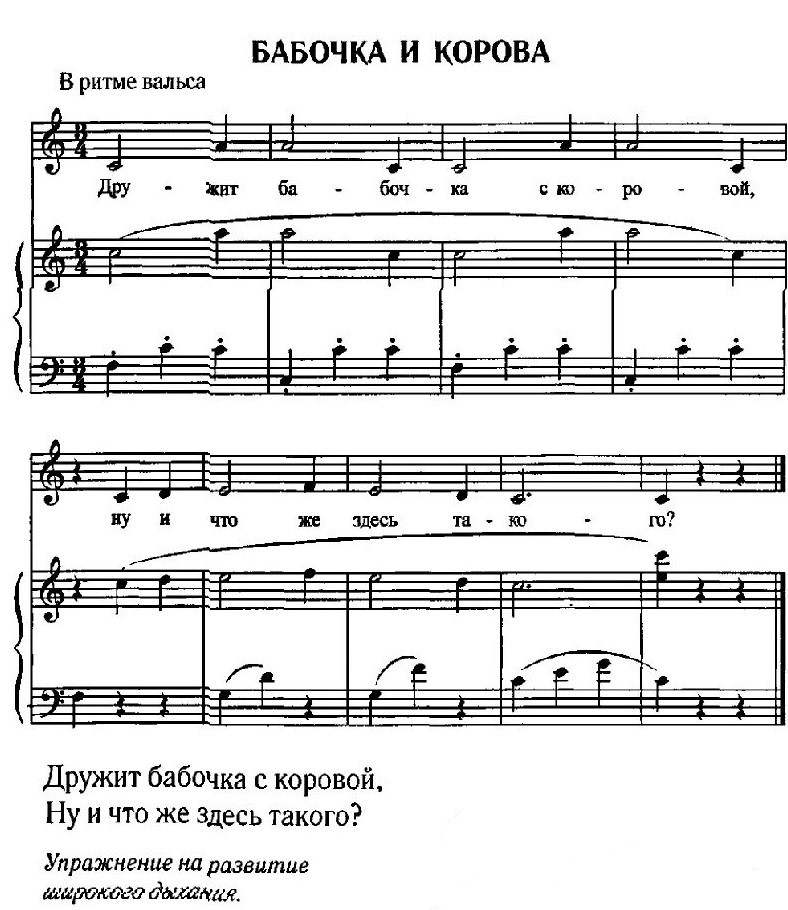 БАБОЧКА И КОРОВА
В ритме вальса
Дру - жит ба - боч - ка с ко - ро - вой,
ну и что же здесь та - ко - го?
Дружит бабочка с коровой,
Ну и что же здесь такого?
Упражнение на развитие
широкого дыхания.